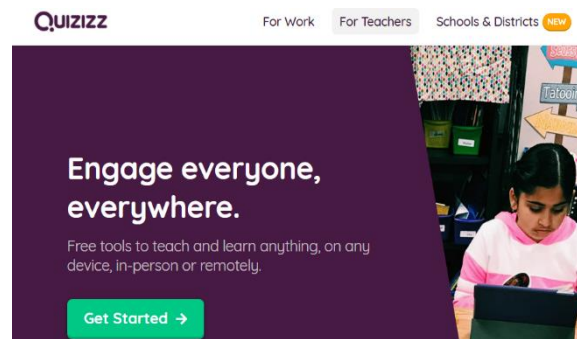 QUIZIZZ
For Work For Teachers Schools & Districts NEW
Engage everyone,
everywhere.
Free tools to teach and learn anything, on any
device, in-person or remotely.
Get Started →